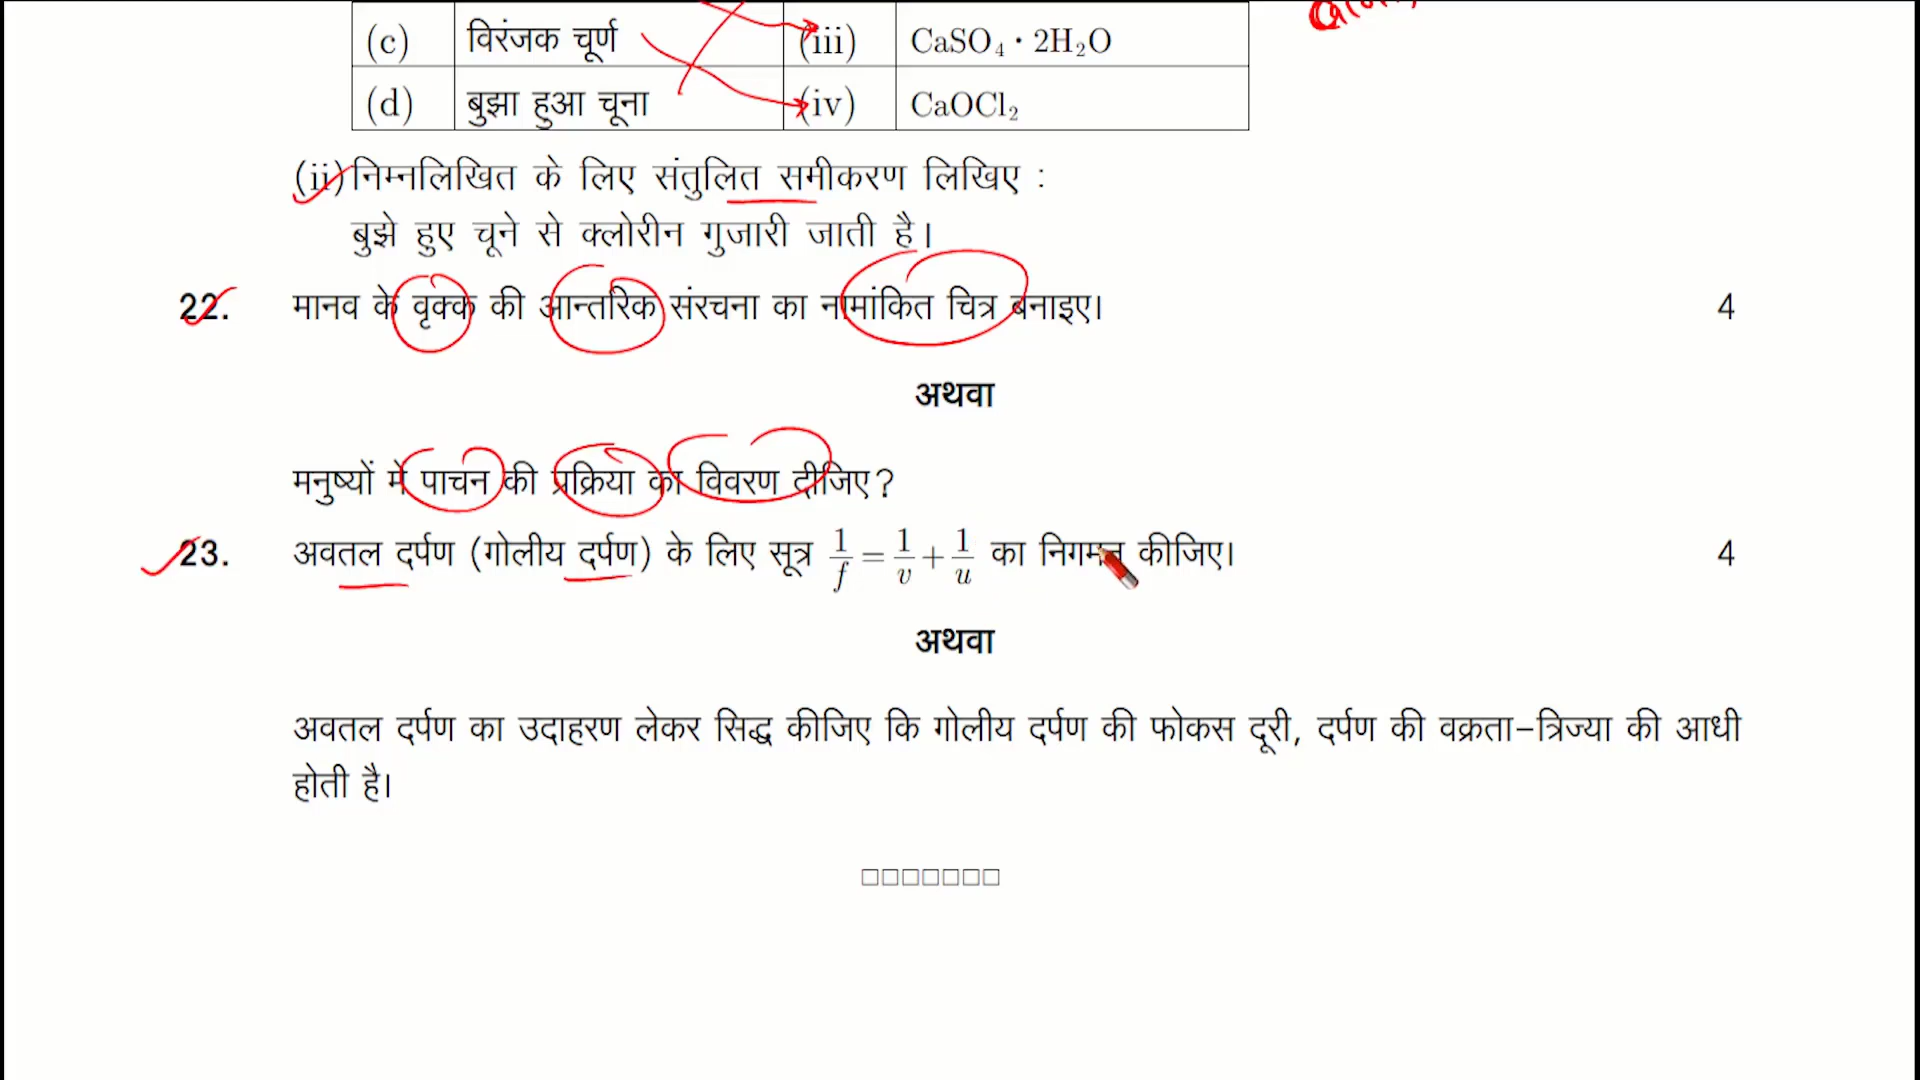 (c) विरंजक चूर्ण (iii) CaSO₄ · 2H₂O
(d) बुझा हुआ चूना (iv) CaOCl₂
(ii) निम्नलिखित के लिए संतुलित समीकरण लिखिए :
बुझे हुए चूने से क्लोरीन गुजारी जाती है।
22. मानव के वृक्क की आन्तरिक संरचना का नामांकित चित्र बनाइए। 4
अथवा
मनुष्यों में पाचन की प्रक्रिया का विवरण दीजिए?
23. अवतल दर्पण (गोलीय दर्पण) के लिए सूत्र 1/f = 1/v + 1/u का निगमन कीजिए। 4
अथवा
अवतल दर्पण का उदाहरण लेकर सिद्ध कीजिए कि गोलीय दर्पण की फोकस दूरी, दर्पण की वक्रता-त्रिज्या की आधी
होती है।